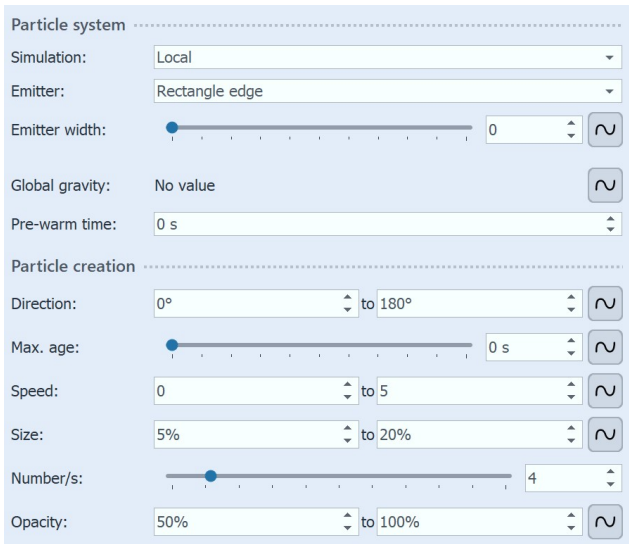 Particle system
Simulation: Local
Emitter: Rectangle edge
Emitter width: 0
Global gravity: No value
Pre-warm time: 0 s
Particle creation
Direction: 0° to 180°
Max. age: 0 s
Speed: 0 to 5
Size: 5% to 20%
Number/s: 4
Opacity: 50% to 100%